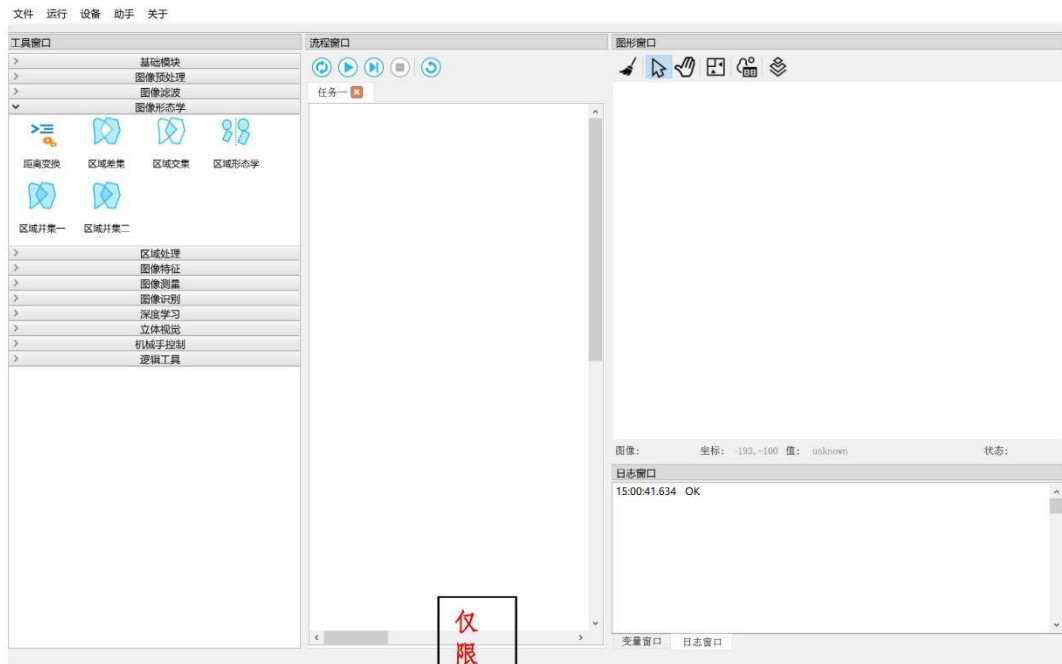 文件 运行 设备 助手 关于
工具窗口
基础模块
图像预处理
图像滤波
图像形态学
距离变换 区域差集 区域交集 区域形态学
区域并集一 区域并集二
区域处理
图像特征
图像测量
图像识别
深度学习
立体视觉
机械手控制
逻辑工具
流程窗口
任务一
图形窗口
图像: 坐标: -193,-100 值: unknown 状态:
日志窗口
15:00:41.634 OK
变量窗口 日志窗口
仅
限